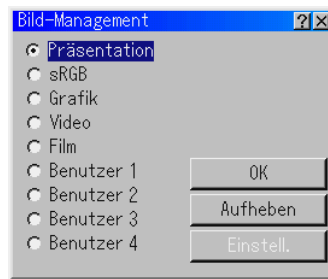 Bild-Management
Präsentation
sRGB
Grafik
Video
Film
Benutzer 1
Benutzer 2
Benutzer 3
Benutzer 4
OK
Aufheben
Einstell.